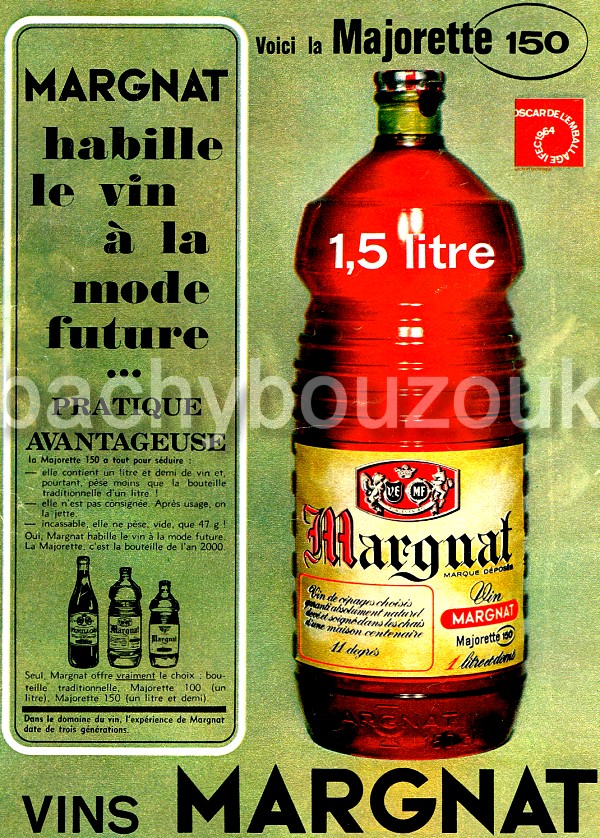 Voici la Majorette 150
OSCAR DE L'EMBALLAGE IFEC 1964
MARGNAT
habille
le vin
à la
mode
future
...
PRATIQUE
AVANTAGEUSE
la Majorette 150 a tout pour séduire :
— elle contient un litre et demi de vin et,
pourtant, pèse moins que la bouteille
traditionnelle d'un litre !
— elle n'est pas consignée. Après usage, on
la jette.
— incassable, elle ne pèse, vide, que 47 g !
Oui, Margnat habille le vin à la mode future.
La Majorette, c'est la bouteille de l'an 2000.
Margnat
Margnat
Seul, Margnat offre vraiment le choix : bou-
teille traditionnelle, Majorette 100 (un
litre), Majorette 150 (un litre et demi).
Dans le domaine du vin, l'expérience de Margnat
date de trois générations.
1,5 litre
MF
Margnat
MARQUE DÉPOSÉE
Vin de cépages choisis
garanti absolument naturel
élevé et soigné dans les chais
d'une maison centenaire
11 degrés
Vin
MARGNAT
Majorette 150
1 litre et demi
MARGNAT
VINS MARGNAT
bachybouzouk